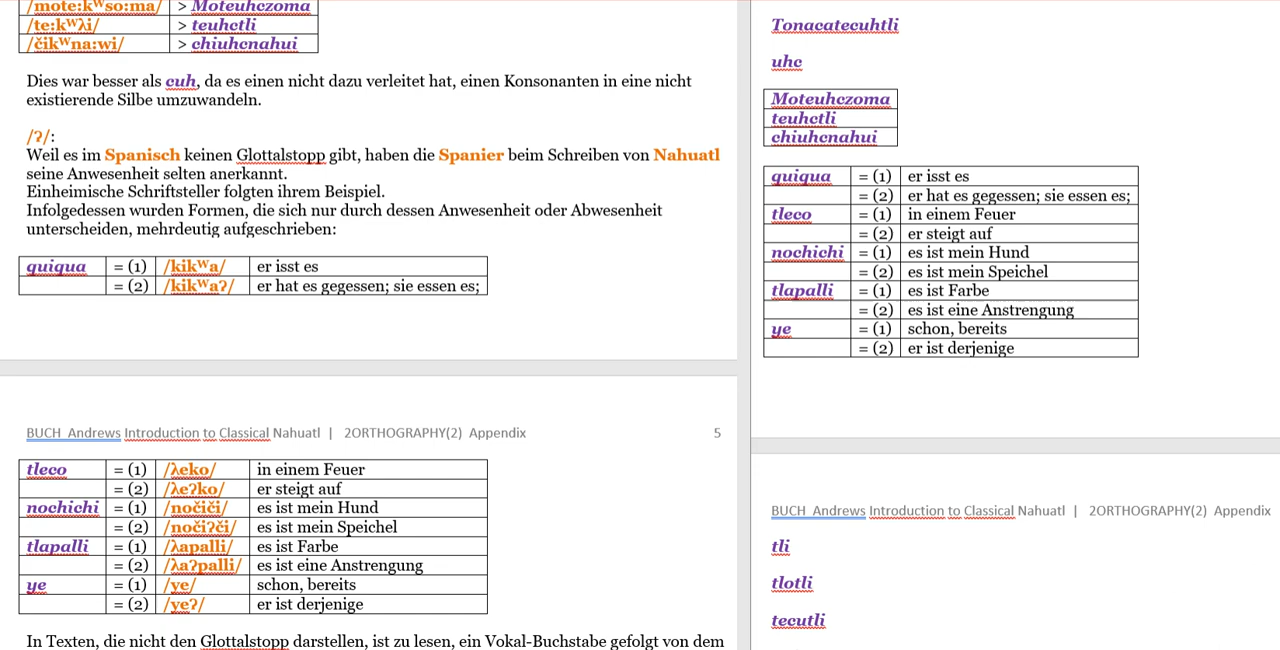 /mote:kᵂso:ma/ > Moteuhczoma
/te:kᵂλi/ > teuhctli
/čikᵂna:wi/ > chiuhcnahui
Dies war besser als cuh, da es einen nicht dazu verleitet hat, einen Konsonanten in eine nicht
existierende Silbe umzuwandeln.
/ʔ/:
Weil es im Spanisch keinen Glottalstopp gibt, haben die Spanier beim Schreiben von Nahuatl
seine Anwesenheit selten anerkannt.
Einheimische Schriftsteller folgten ihrem Beispiel.
Infolgedessen wurden Formen, die sich nur durch dessen Anwesenheit oder Abwesenheit
unterscheiden, mehrdeutig aufgeschrieben:
quiqua = (1) /kikᵂa/ er isst es
= (2) /kikᵂaʔ/ er hat es gegessen; sie essen es;
BUCH Andrews Introduction to Classical Nahuatl | 2ORTHOGRAPHY(2) Appendix 5
tleco = (1) /λeko/ in einem Feuer
= (2) /λeʔko/ er steigt auf
nochichi = (1) /nočiči/ es ist mein Hund
= (2) /nočiʔči/ es ist mein Speichel
tlapalli = (1) /λapalli/ es ist Farbe
= (2) /λaʔpalli/ es ist eine Anstrengung
ye = (1) /ye/ schon, bereits
= (2) /yeʔ/ er ist derjenige
In Texten, die nicht den Glottalstopp darstellen, ist zu lesen, ein Vokal-Buchstabe gefolgt von dem
Tonacatecuhtli
uhc
Moteuhczoma
teuhctli
chiuhcnahui
quiqua = (1) er isst es
= (2) er hat es gegessen; sie essen es;
tleco = (1) in einem Feuer
= (2) er steigt auf
nochichi = (1) es ist mein Hund
= (2) es ist mein Speichel
tlapalli = (1) es ist Farbe
= (2) es ist eine Anstrengung
ye = (1) schon, bereits
= (2) er ist derjenige
BUCH Andrews Introduction to Classical Nahuatl | 2ORTHOGRAPHY(2) Appendix
tli
tlotli
tecutli